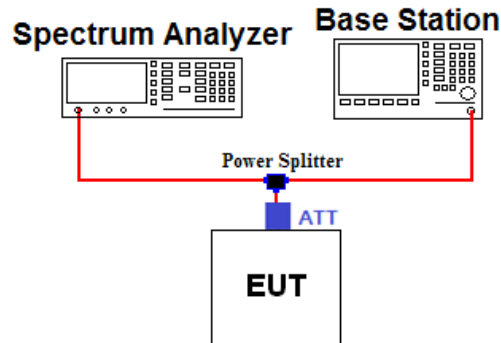 Spectrum Analyzer
Base Station
Power Splitter
ATT
EUT